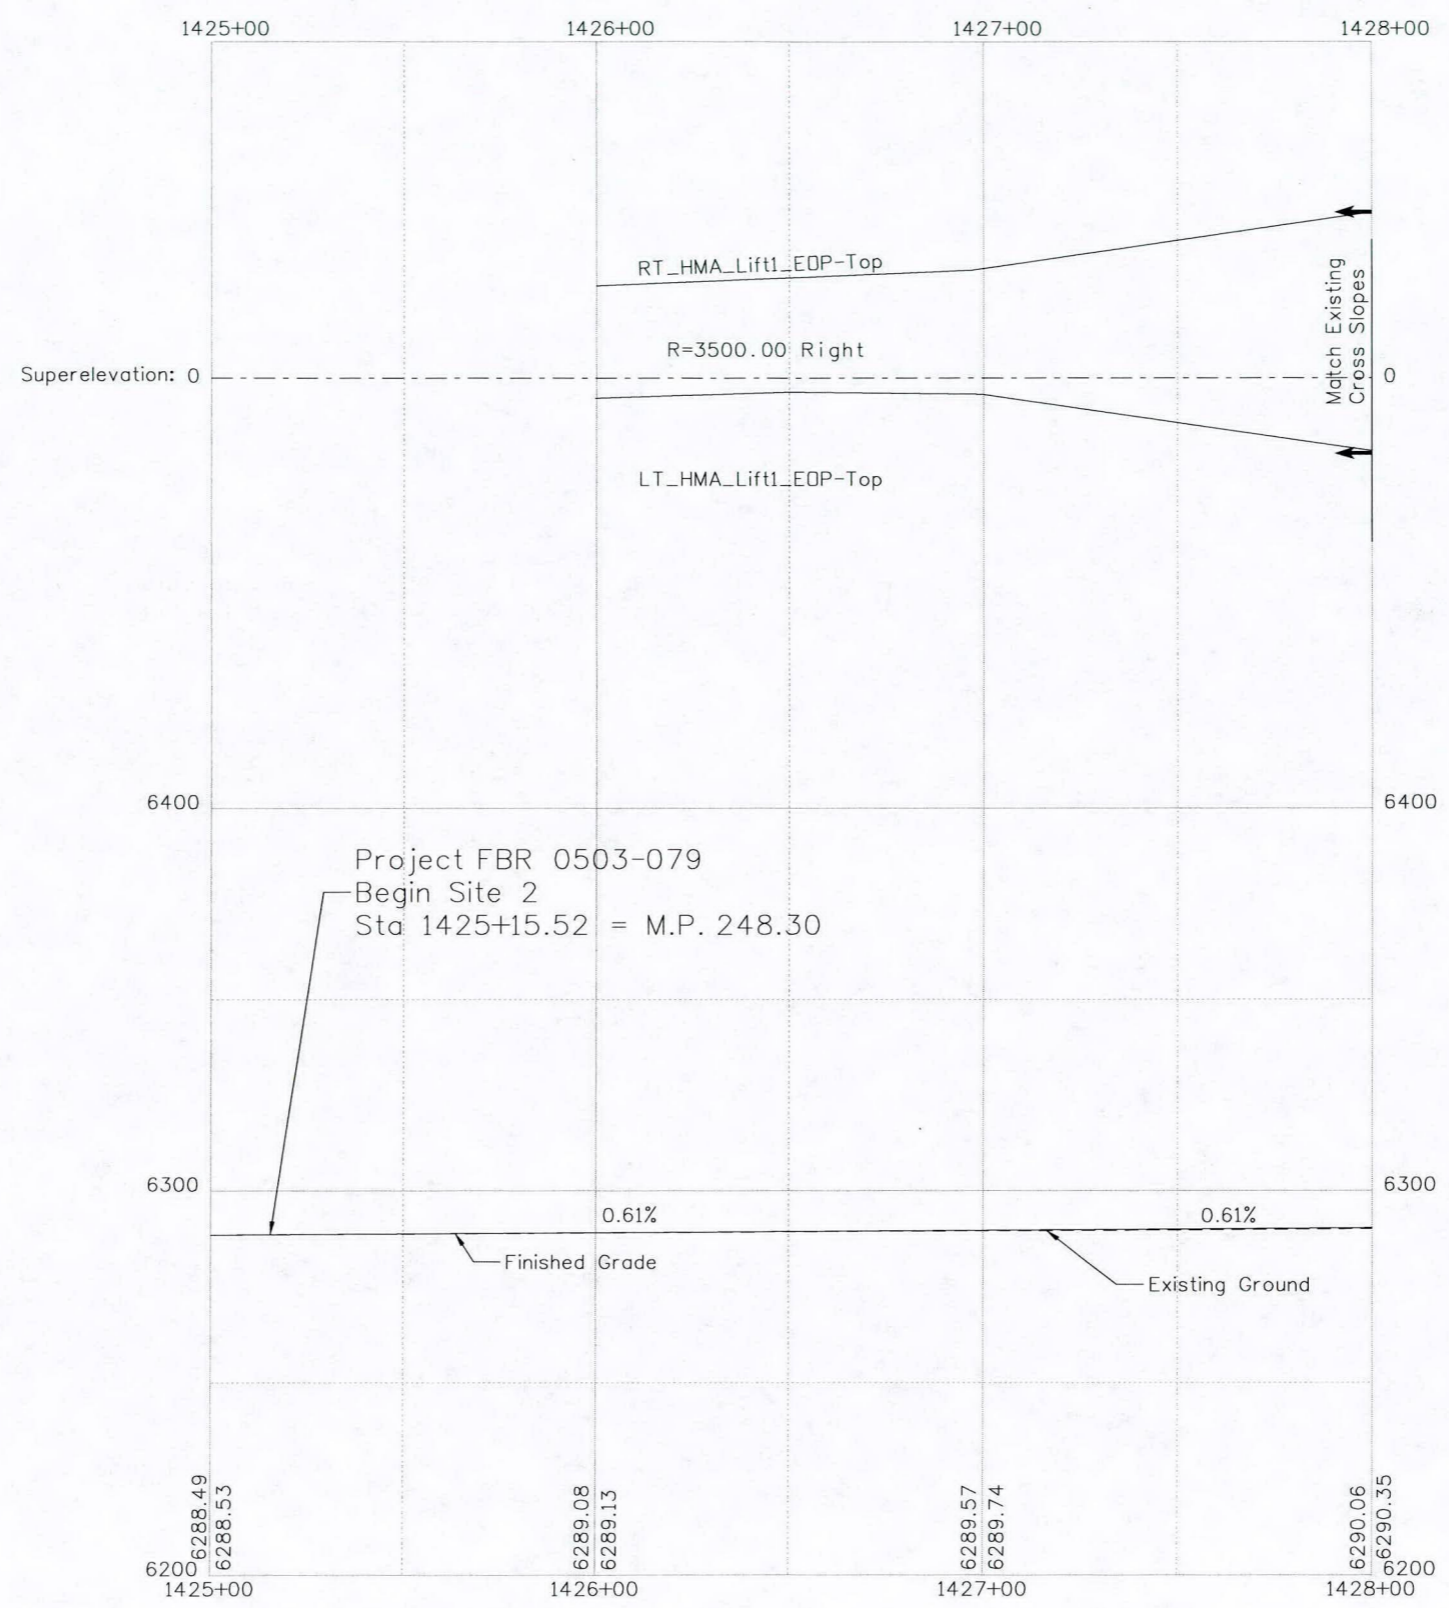 1425+00 1426+00 1427+00 1428+00
RT_HMA_Lift1_EOP-Top
R=3500.00 Right
Match Existing
Cross Slopes
Superelevation: 0
0
LT_HMA_Lift1_EOP-Top
6400 6400
Project FBR 0503-079
Begin Site 2
Sta 1425+15.52 = M.P. 248.30
6300 6300
0.61% 0.61%
Finished Grade
Existing Ground
6288.49
6288.53
6289.08
6289.13
6289.57
6289.74
6290.06
6290.35
6200 6200
1425+00 1426+00 1427+00 1428+00